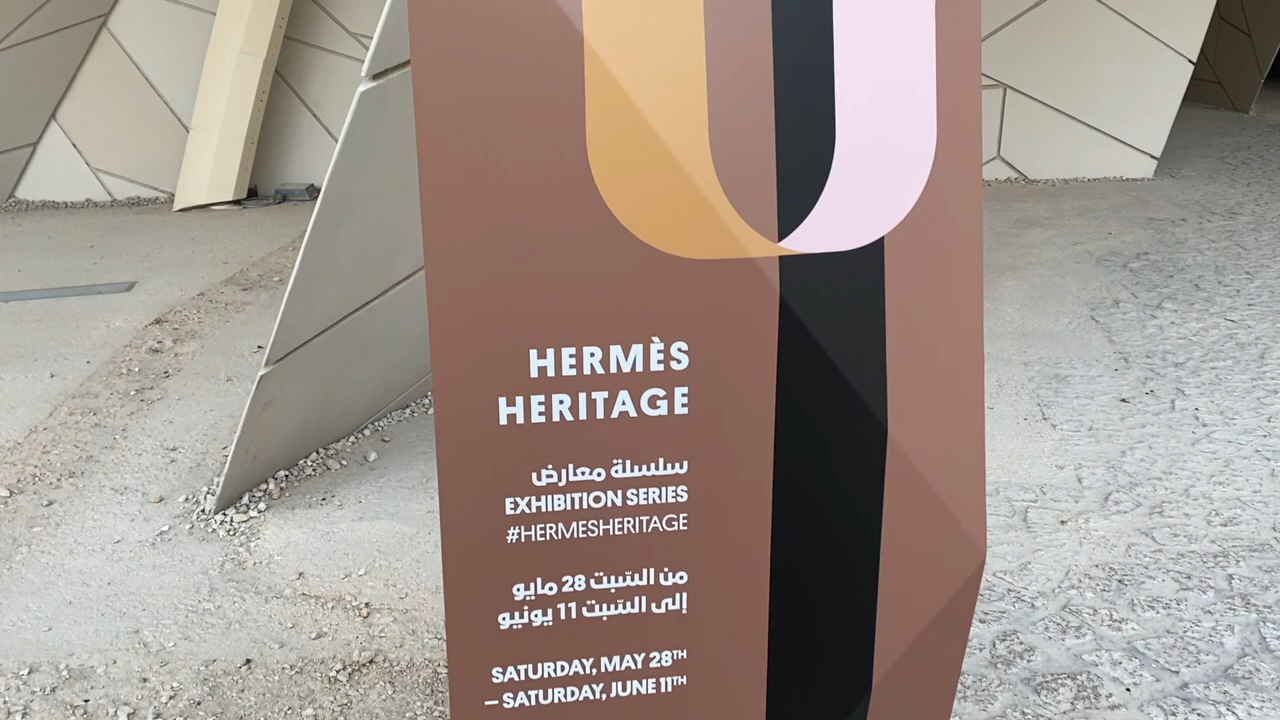 HERMÈS
HERITAGE
سلسلة معارض
EXHIBITION SERIES
#HERMESHERITAGE
من السّبت 28 مايو
إلى السّبت 11 يونيو
SATURDAY, MAY 28TH
– SATURDAY, JUNE 11TH